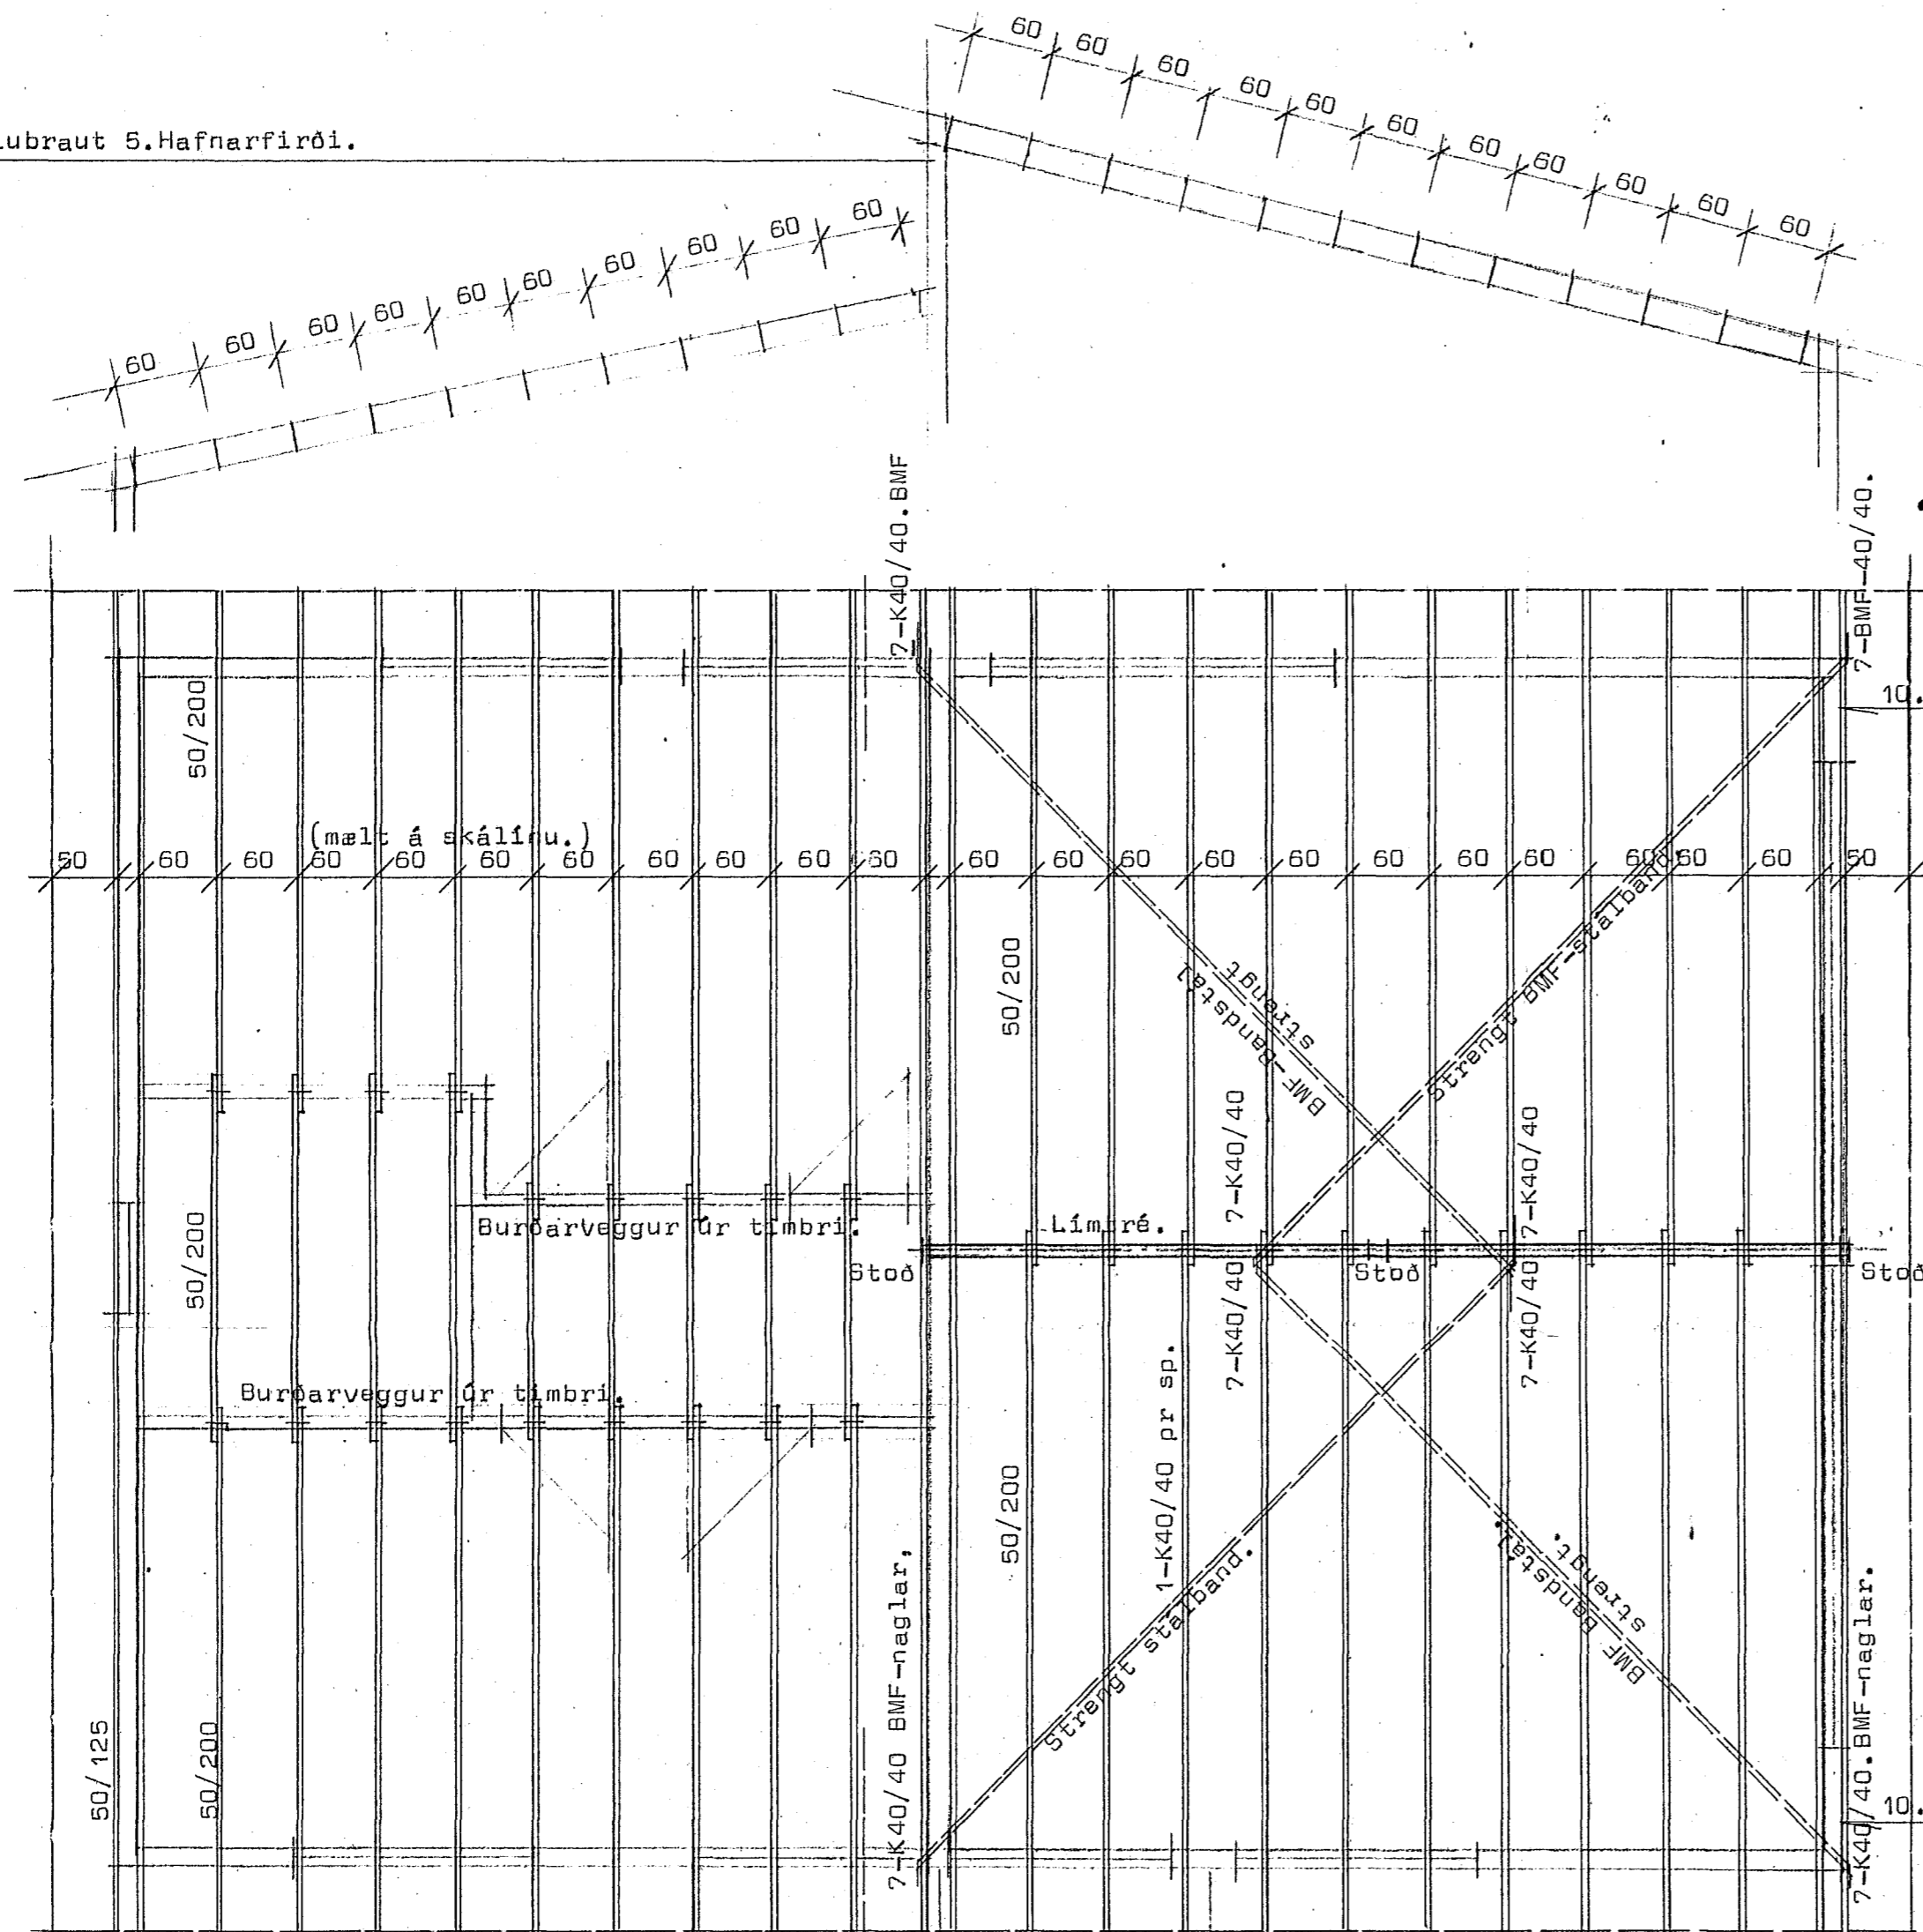 60 60 60 60 60 60 60 60 60 60 60
lubraut 5.Hafnarfirði.
60 60 60 60 60 60 60 60 60 60
7-K40/40.BMF
7-BMF-40/40.
50/200
10.
(mælt á skálínu.)
50 60 60 60 60 60 60 60 60 60 60 60 60 60 60 60 60 60 60 60 60 60 50
50/200
BMF-Bandstál
strengt
Strengt BMF-stálband.
7-K40/40
7-K40/40
50/200
Burðarveggur úr timbri.
Límtré.
Stoð
Stoð
Stoð
7-K40/40
7-K40/40
Burðarveggur úr timbri.
1-K40/40 pr sp.
50/200
Strengt stálband.
BMF Bandstál.
strengt.
7-K40/40 BMF-naglar,
7-K40/40.BMF-naglar.
50/125
50/200
10.